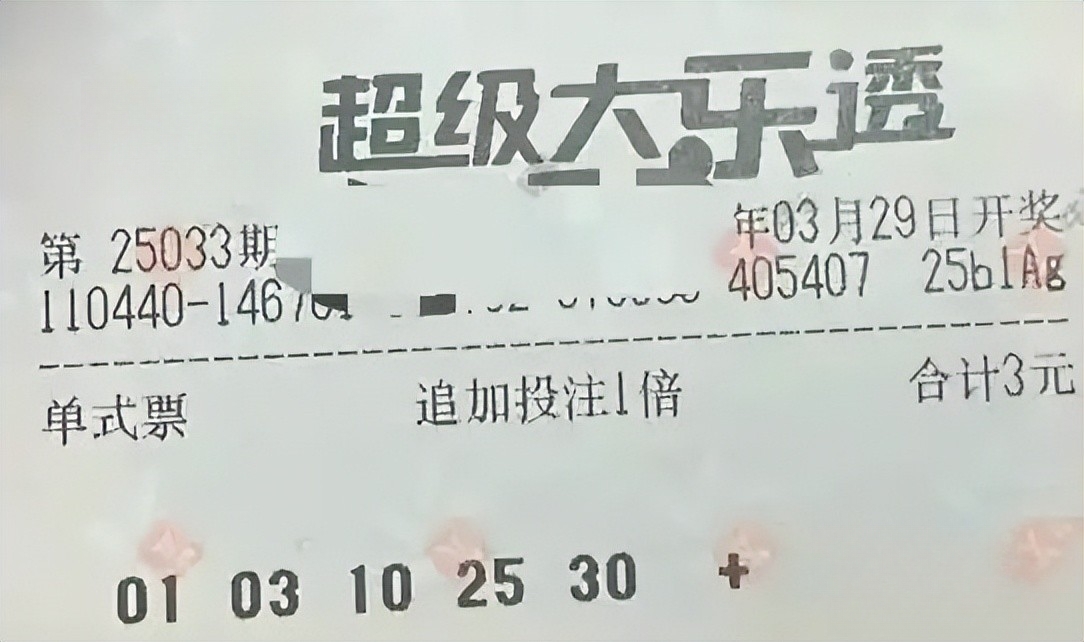 超级大乐透
第 25033期 年03月29日开奖
110440-146 405407 25blAg
单式票 追加投注1倍 合计3元
01 03 10 25 30 +